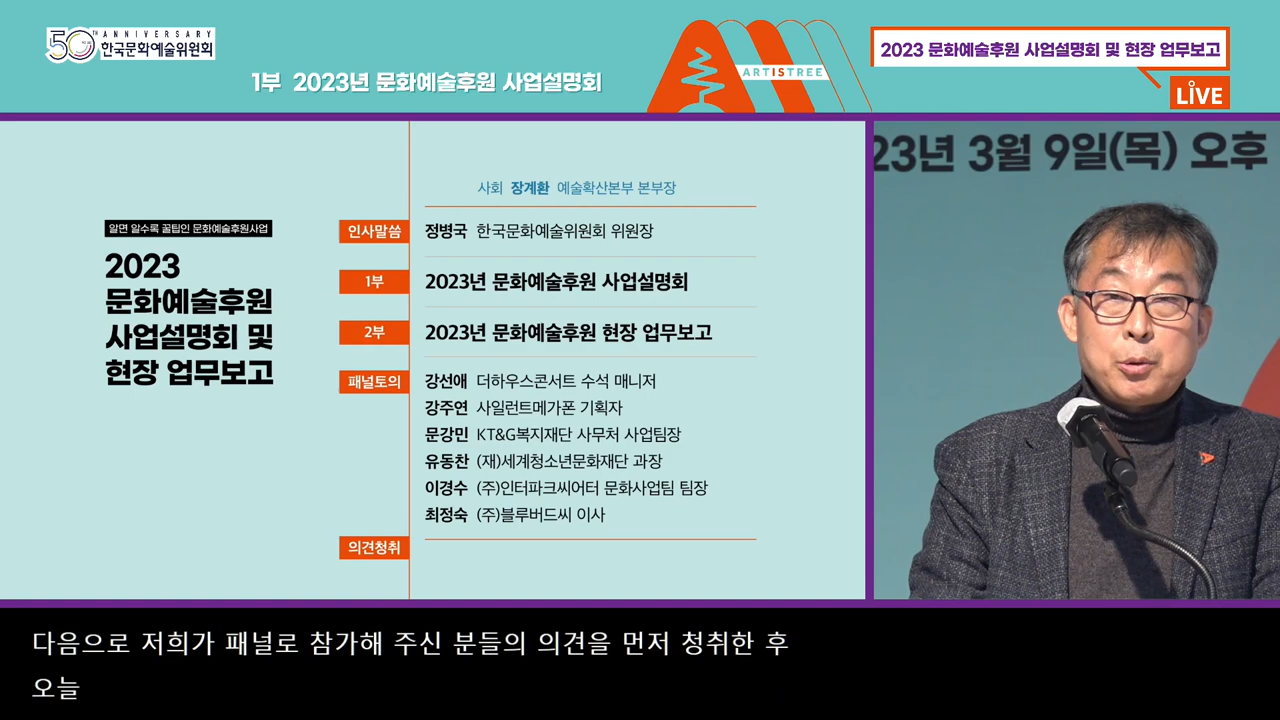 50TH ANNIVERSARY
한국문화예술위원회
1부 2023년 문화예술후원 사업설명회
ARTISTREE
2023 문화예술후원 사업설명회 및 현장 업무보고
LIVE
알면 알수록 꿀팁인 문화예술후원사업
2023
문화예술후원
사업설명회 및
현장 업무보고
사회 장계환 예술확산본부 본부장
인사말씀 정병국 한국문화예술위원회 위원장
1부 2023년 문화예술후원 사업설명회
2부 2023년 문화예술후원 현장 업무보고
패널토의 강선애 더하우스콘서트 수석 매니저
강주연 사일런트메가폰 기획자
문강민 KT&G복지재단 사무처 사업팀장
유동찬 (재)세계청소년문화재단 과장
이경수 (주)인터파크씨어터 문화사업팀 팀장
최정숙 (주)블루버드씨 이사
의견청취
23년 3월 9일(목) 오후
다음으로 저희가 패널로 참가해 주신 분들의 의견을 먼저 청취한 후
오늘